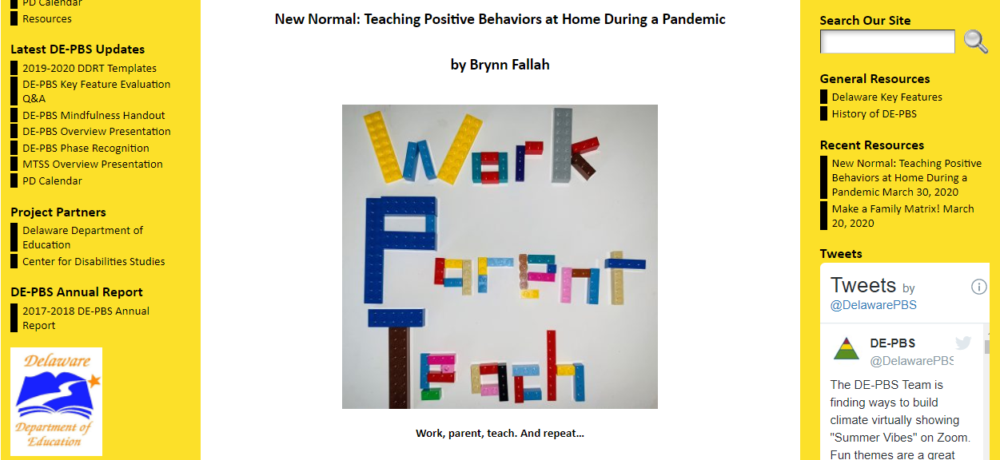 PD Calendar
Resources
Latest DE-PBS Updates
2019-2020 DDRT Templates
DE-PBS Key Feature Evaluation
Q&A
DE-PBS Mindfulness Handout
DE-PBS Overview Presentation
DE-PBS Phase Recognition
MTSS Overview Presentation
PD Calendar
Project Partners
Delaware Department of
Education
Center for Disabilities Studies
DE-PBS Annual Report
2017-2018 DE-PBS Annual
Report
Delaware
Department of
Education
New Normal: Teaching Positive Behaviors at Home During a Pandemic
by Brynn Fallah
Work
Parent
Teach
Work, parent, teach. And repeat...
Search Our Site
General Resources
Delaware Key Features
History of DE-PBS
Recent Resources
New Normal: Teaching Positive
Behaviors at Home During a
Pandemic March 30, 2020
Make a Family Matrix! March
20, 2020
Tweets
Tweets by
@DelawarePBS
DE-PBS
@DelawarePBS
The DE-PBS Team is
finding ways to build
climate virtually showing
"Summer Vibes" on Zoom.
Fun themes are a great